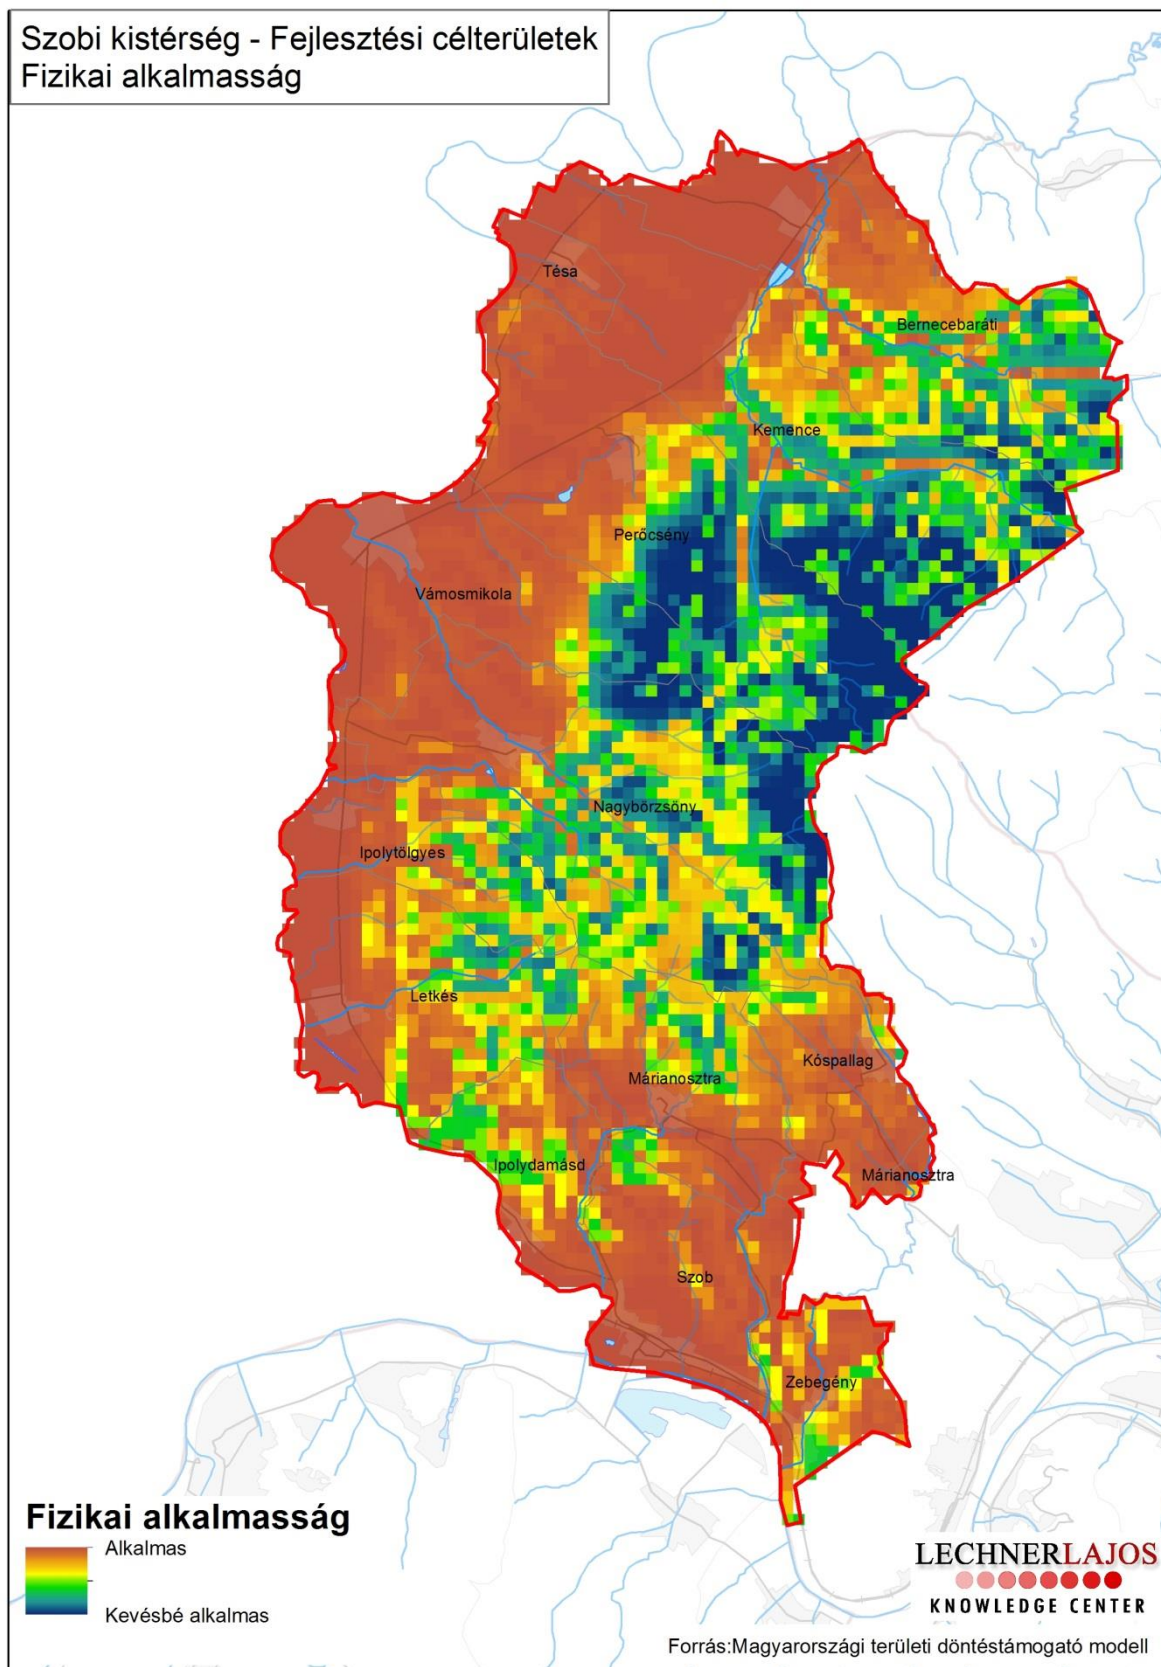 Szobi kistérség - Fejlesztési célterületek
Fizikai alkalmasság
Tésa
Bernecebaráti
Kemence
Perőcsény
Vámosmikola
Nagybörzsöny
Ipolytölgyes
Letkés
Kóspallag
Márianosztra
Ipolydamásd
Márianosztra
Szob
Zebegény
Fizikai alkalmasság
Alkalmas
Kevésbé alkalmas
LECHNERLAJOS
KNOWLEDGE CENTER
Forrás:Magyarországi területi döntéstámogató modell